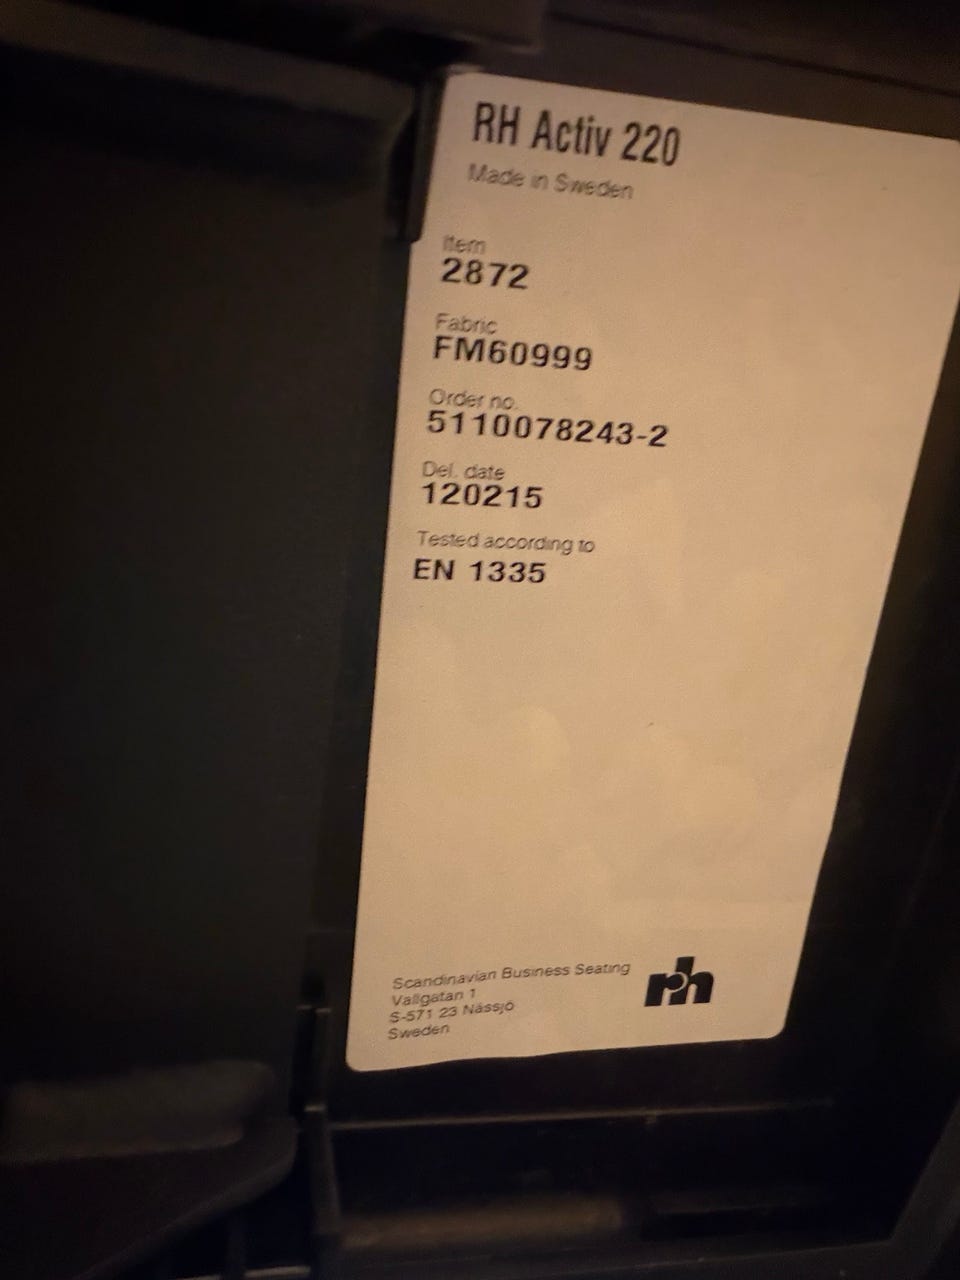 RH Activ 220
Made in Sweden
Item
2872
Fabric
FM60999
Order no.
5110078243-2
Del. date
120215
Tested according to
EN 1335
Scandinavian Business Seating
Vallgatan 1
S-571 23 Nässjö
Sweden
rh